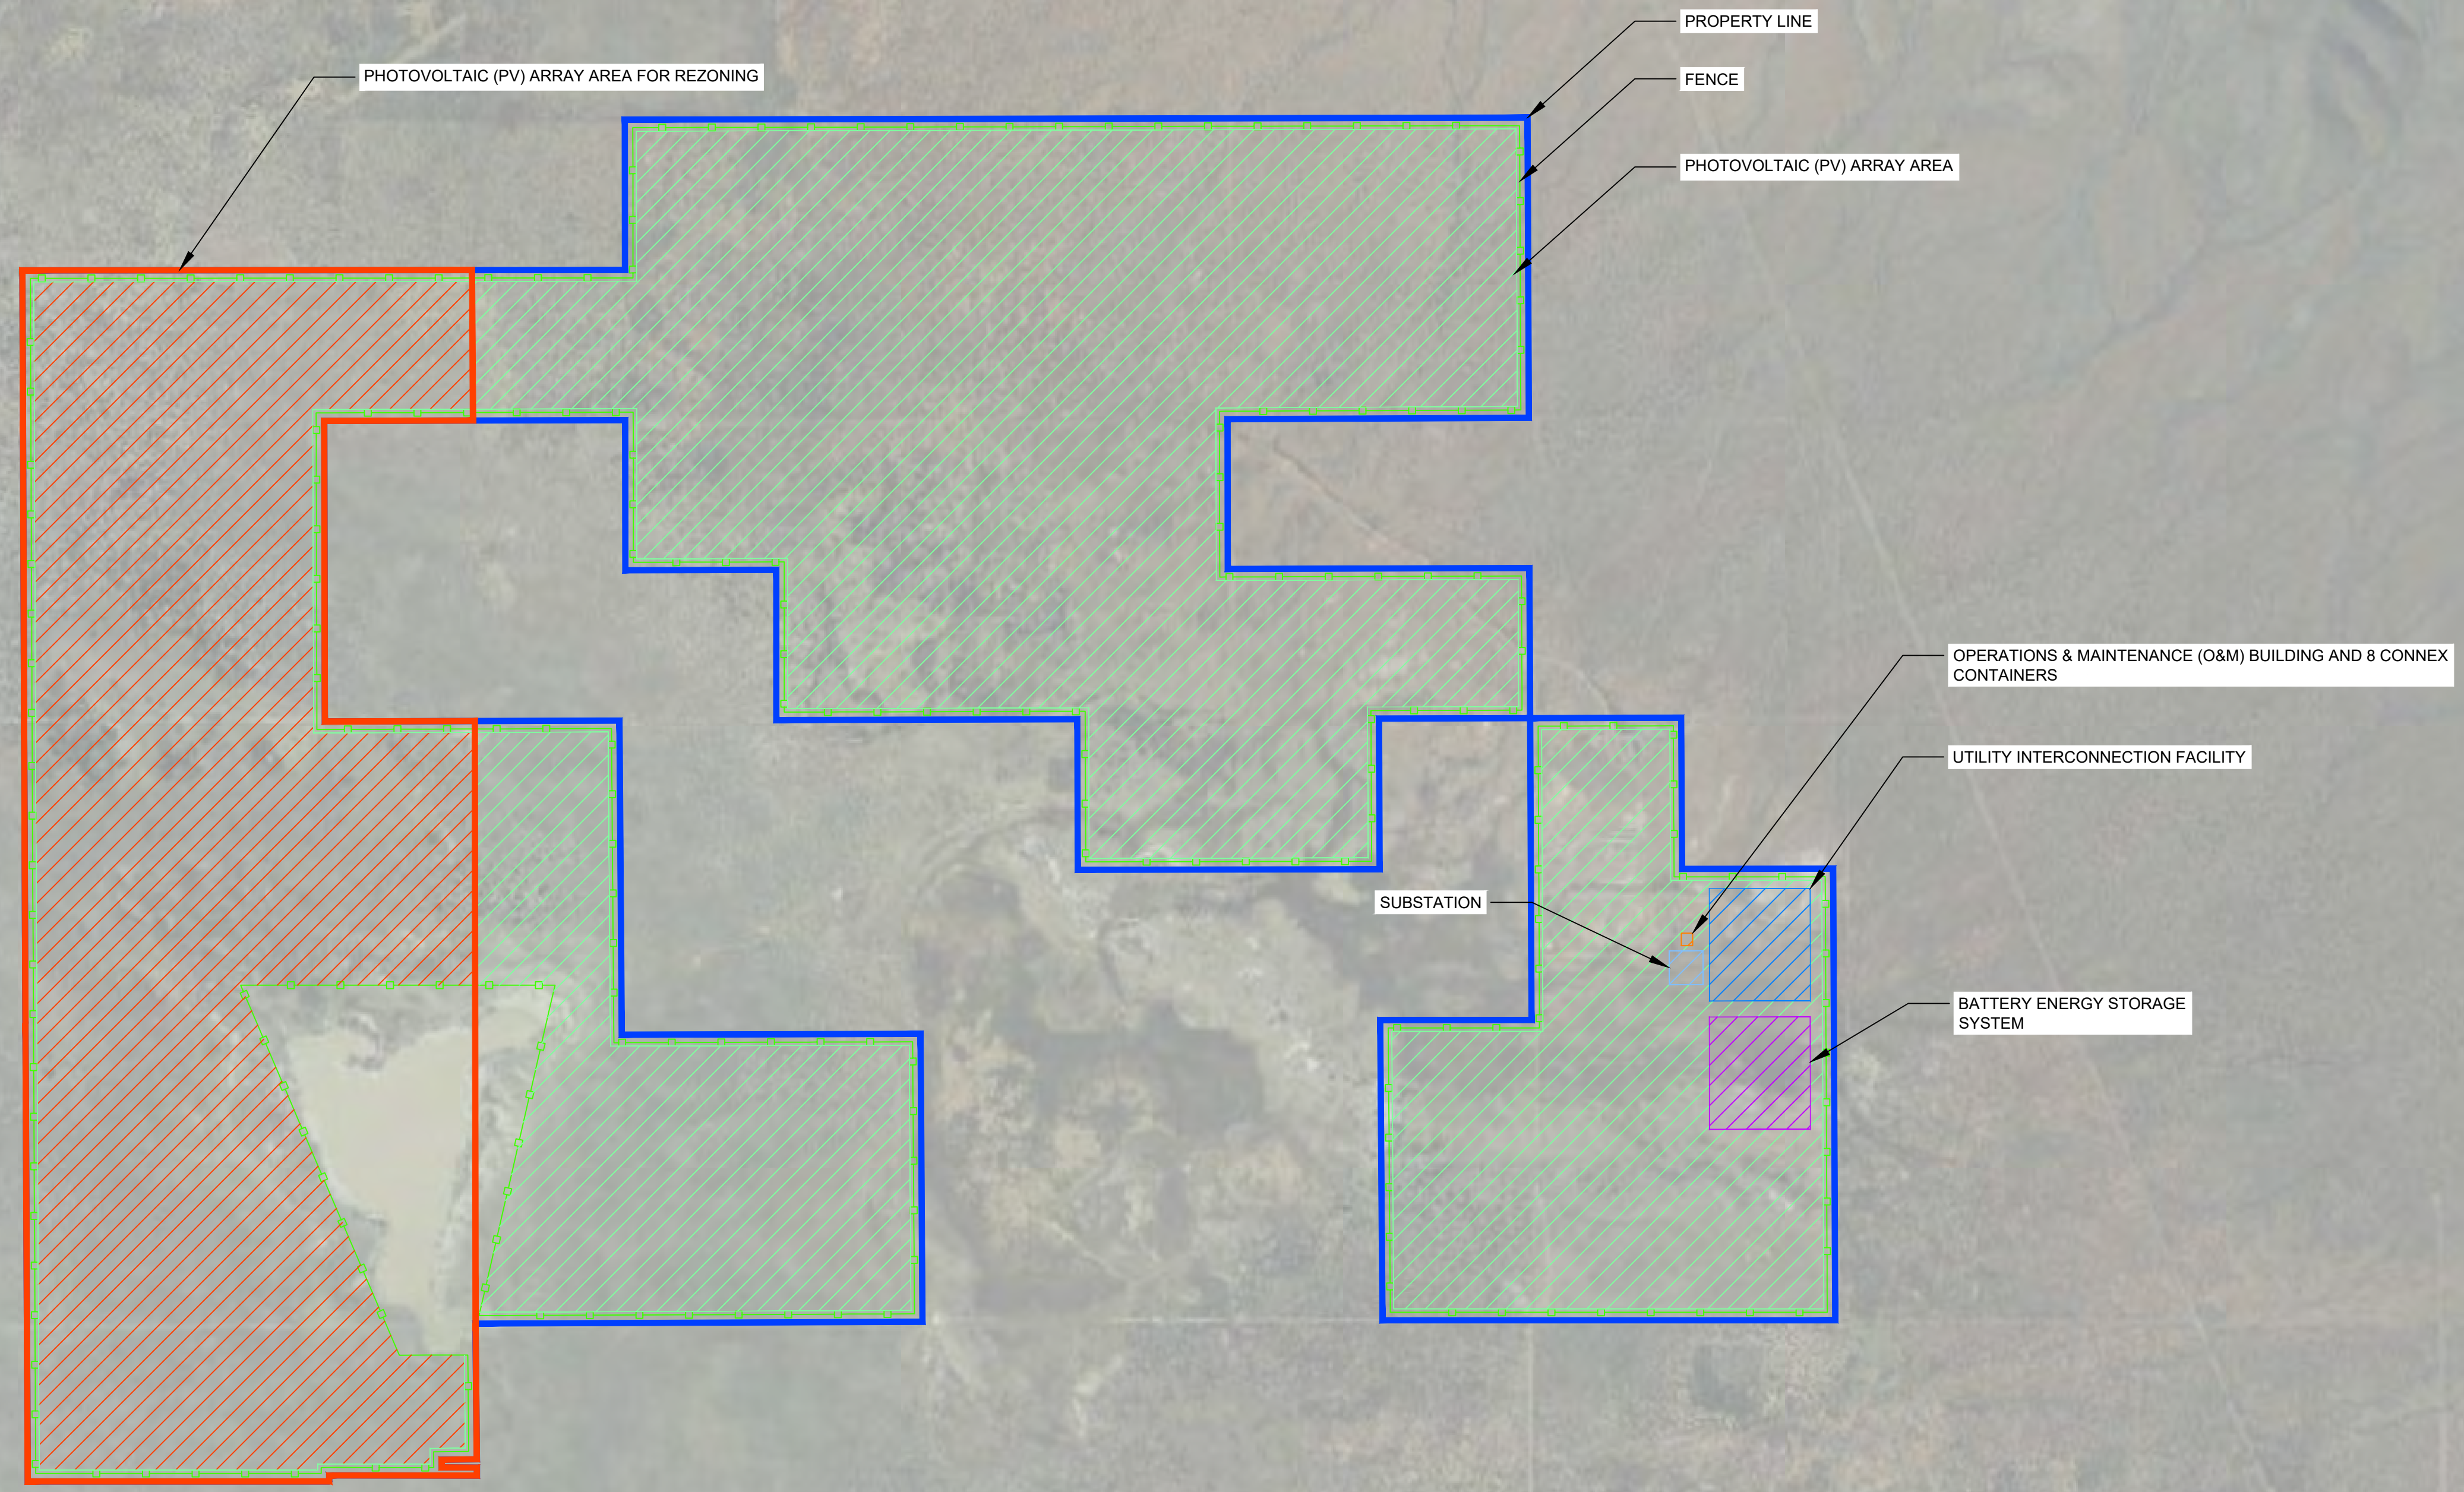 PROPERTY LINE
PHOTOVOLTAIC (PV) ARRAY AREA FOR REZONING
FENCE
PHOTOVOLTAIC (PV) ARRAY AREA
OPERATIONS & MAINTENANCE (O&M) BUILDING AND 8 CONNEX
CONTAINERS
UTILITY INTERCONNECTION FACILITY
SUBSTATION
BATTERY ENERGY STORAGE
SYSTEM